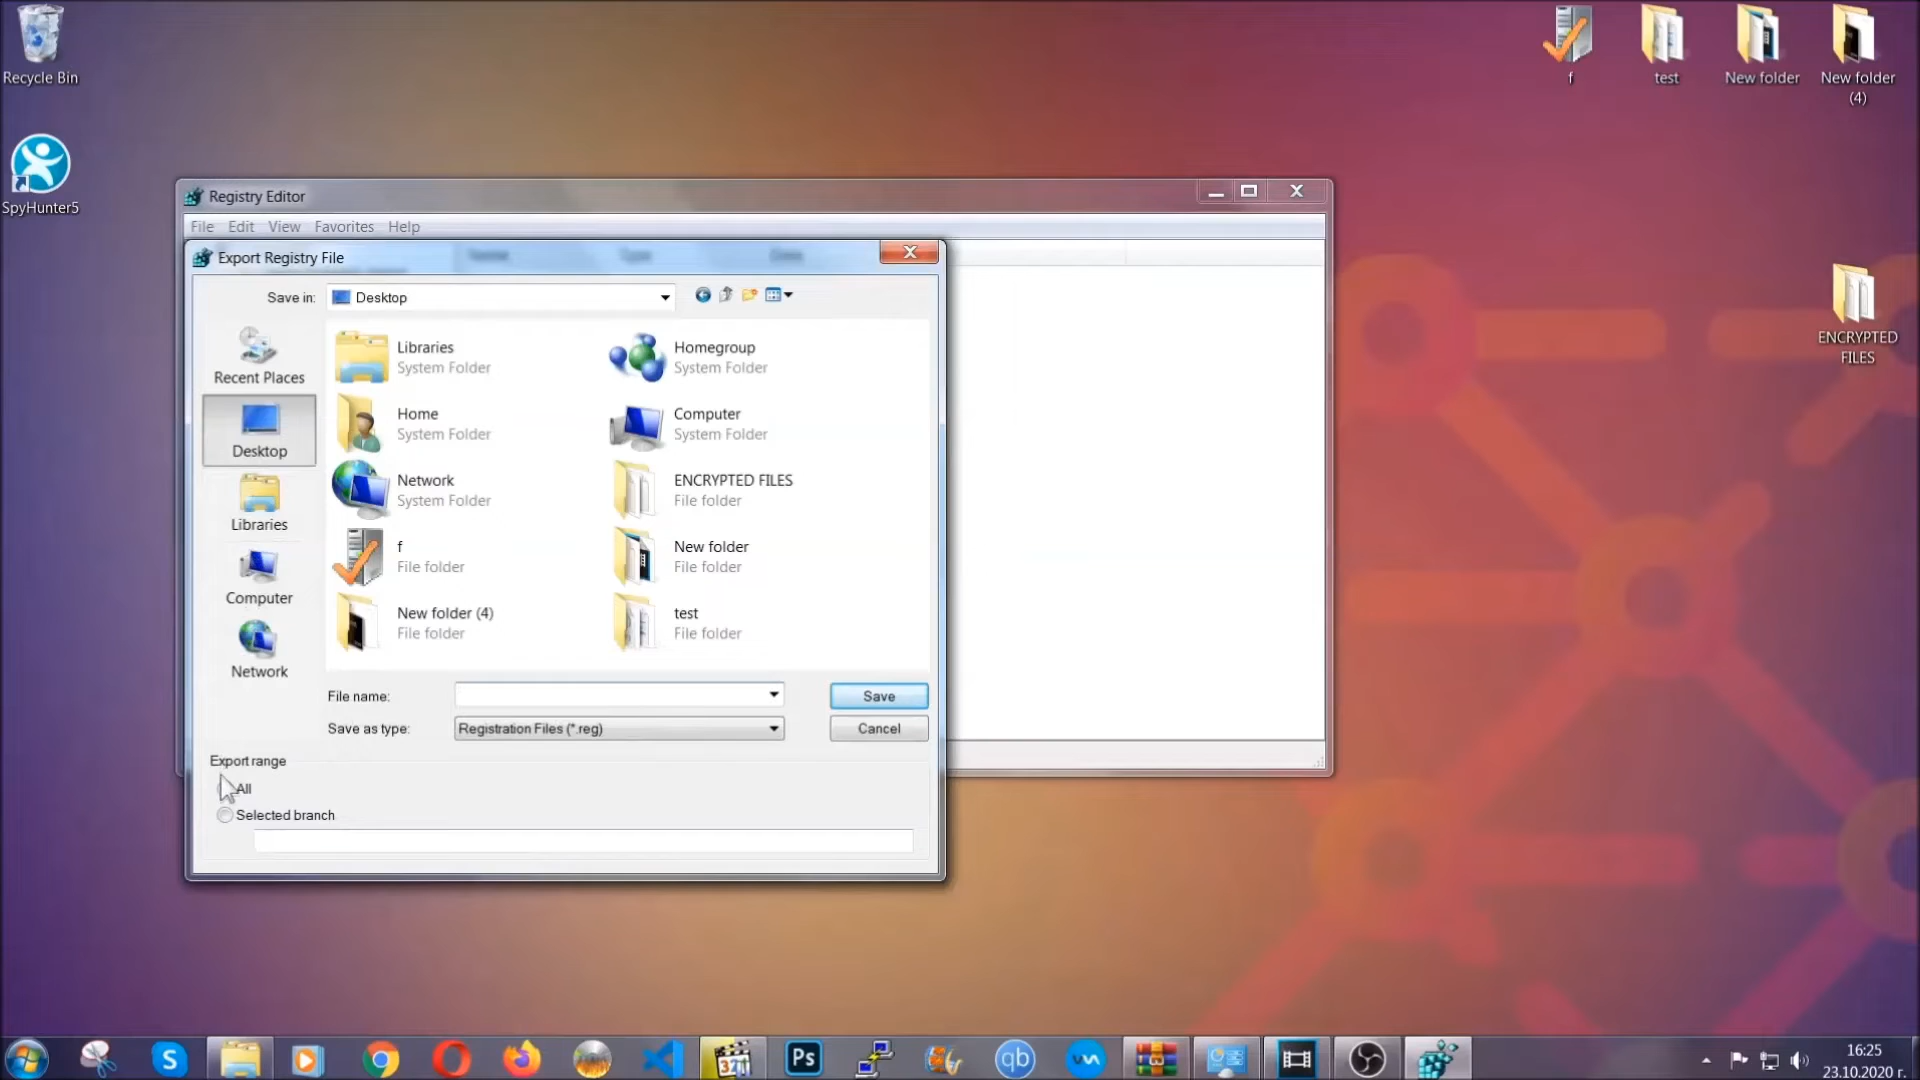 Recycle Bin
SpyHunter5
f
test
New folder
New folder
(4)
ENCRYPTED
FILES
Registry Editor
File Edit View Favorites Help
Export Registry File
Save in:
Desktop
Recent Places
Desktop
Libraries
Computer
Network
Libraries
System Folder
Homegroup
System Folder
Home
System Folder
Computer
System Folder
Network
System Folder
ENCRYPTED FILES
File folder
f
File folder
New folder
File folder
New folder (4)
File folder
test
File folder
File name:
Save
Save as type:
Registration Files (*.reg)
Cancel
Export range
All
Selected branch
S
321
Ps
qb
16:25
23.10.2020 г.